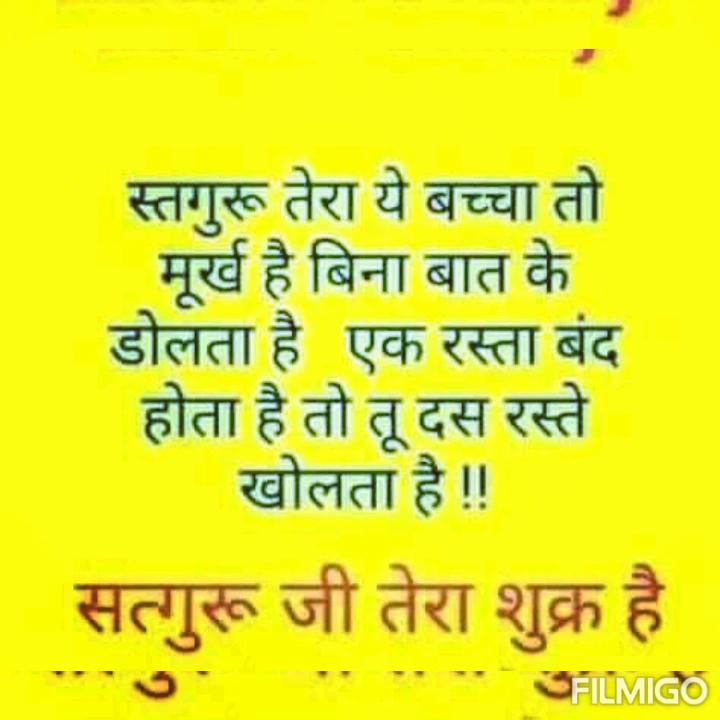 स्तगुरू तेरा ये बच्चा तो
मूर्ख है बिना बात के
डोलता है एक रस्ता बंद
होता है तो तू दस रस्ते
खोलता है !!
सत्गुरू जी तेरा शुक्र है
FILMIGO